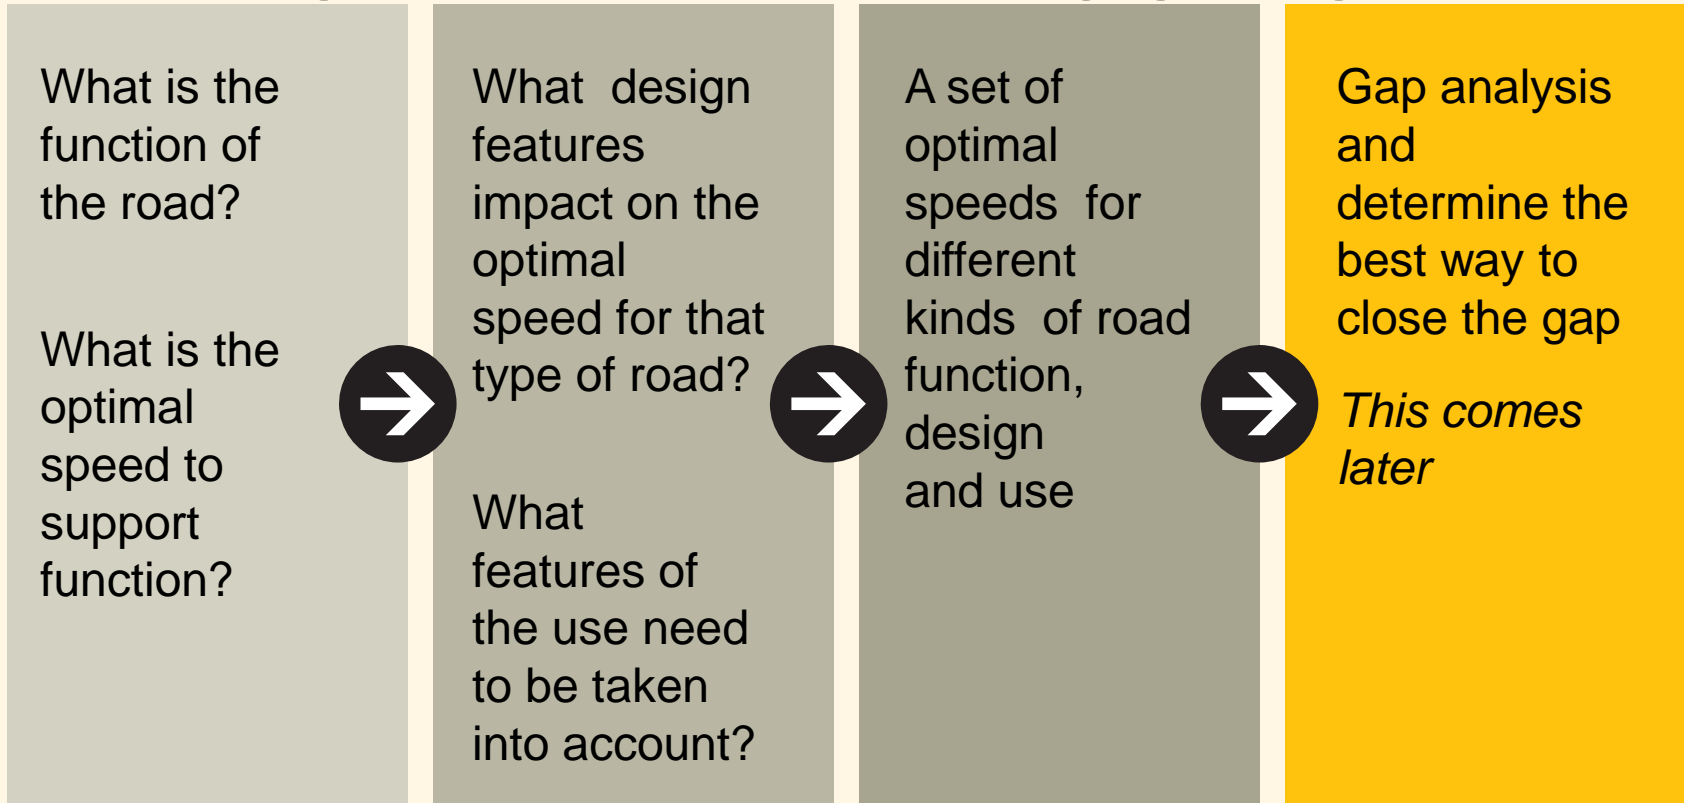 What is the
function of
the road?
What is the
optimal
speed to
support
function?
What  design
features
impact on the
optimal
speed for that
type of road?
What
features of
the use need
to be taken
into account?
A set of
optimal
speeds  for
different
kinds  of road
function,
design
and use
Gap analysis
and
determine the
best way to
close the gap
This comes
later